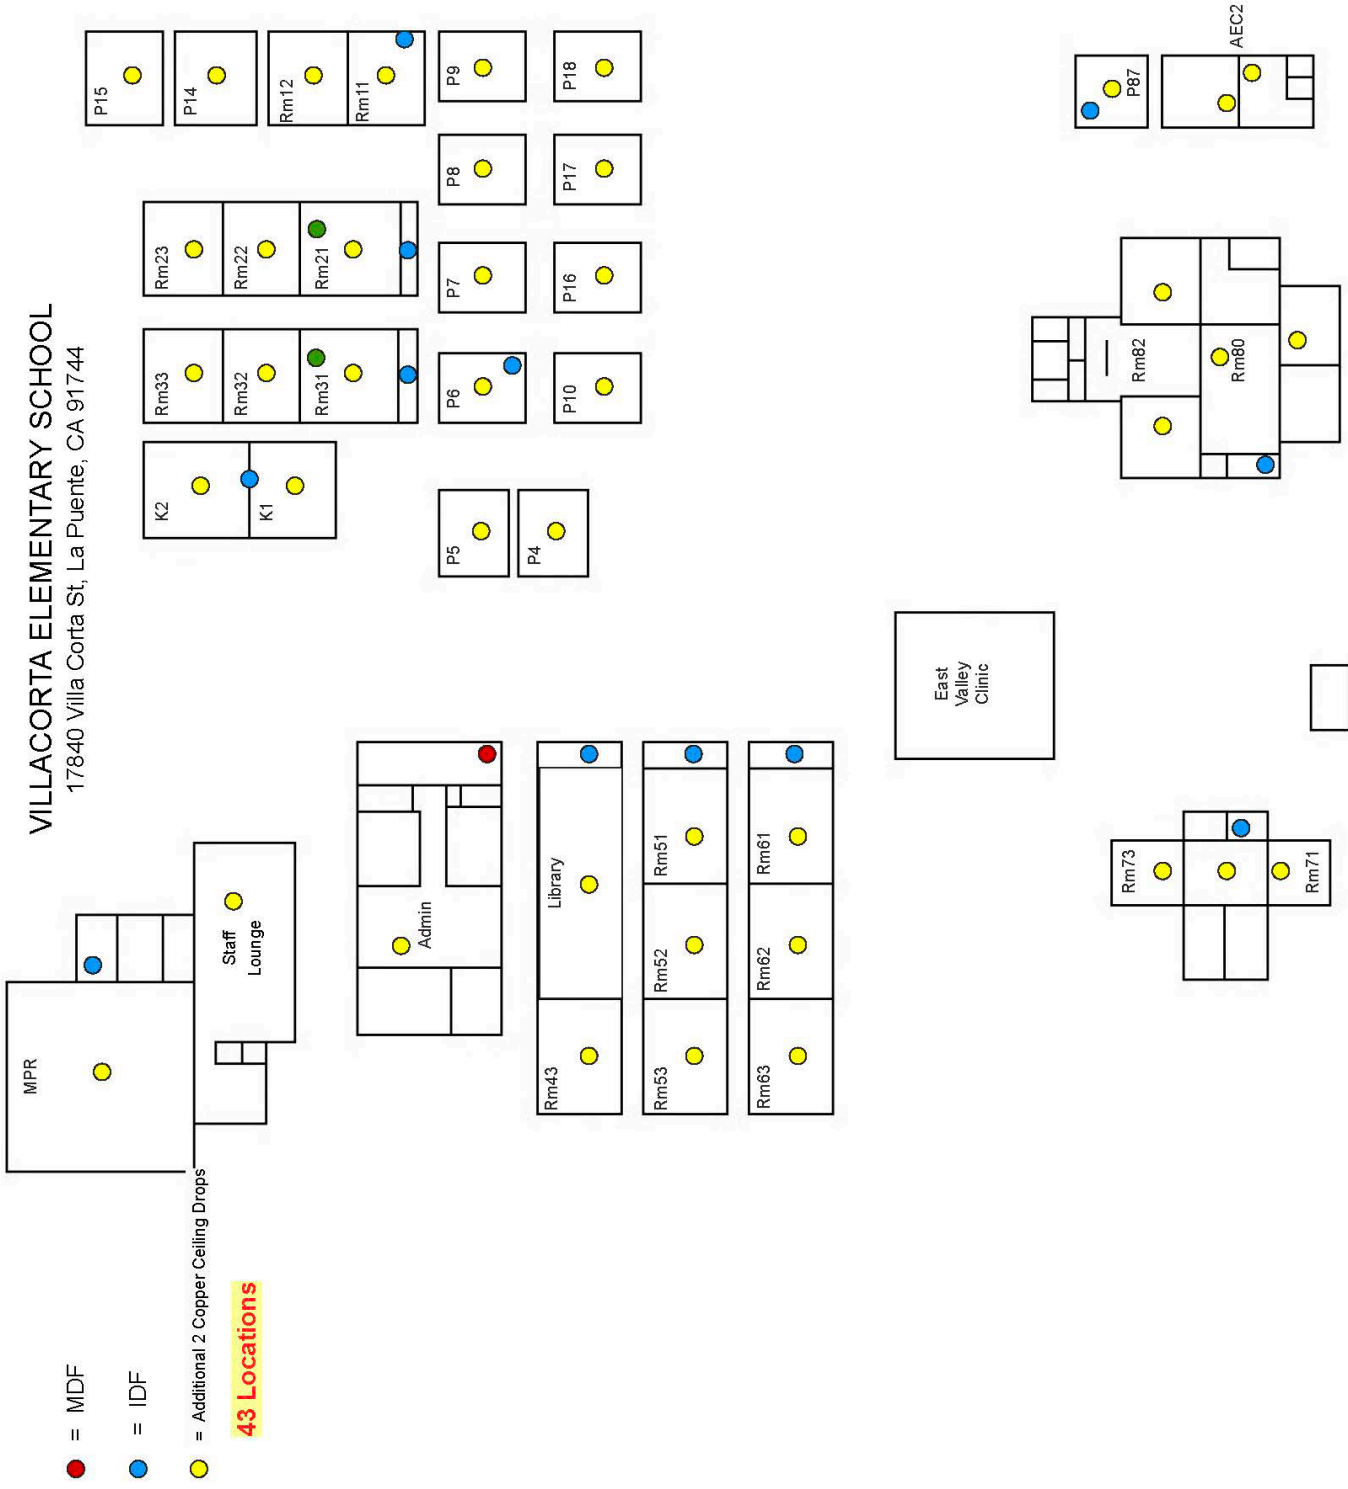 VILLACORTA ELEMENTARY SCHOOL
17840 Villa Corta St, La Puente, CA 91744
= MDF
= IDF
= Additional 2 Copper Ceiling Drops
43 Locations
MPR
Staff
Lounge
Admin
Library
Rm43
Rm51
Rm52
Rm53
Rm61
Rm62
Rm63
K2
K1
Rm33
Rm32
Rm31
Rm23
Rm22
Rm21
P15
P14
Rm12
Rm11
P9
P8
P7
P6
P5
P4
P18
P17
P16
P10
East
Valley
Clinic
Rm73
Rm71
Rm82
Rm80
P87
AEC2